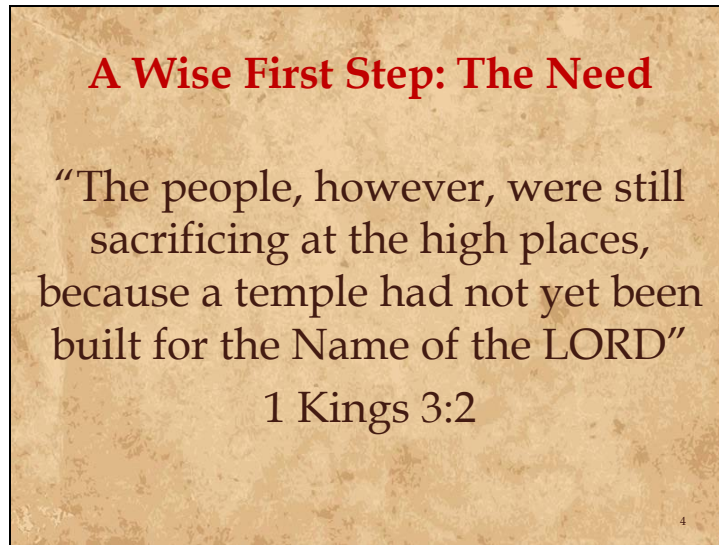 A Wise First Step: The Need
“The people, however, were still
sacrificing at the high places,
because a temple had not yet been
built for the Name of the LORD”
1 Kings 3:2
4